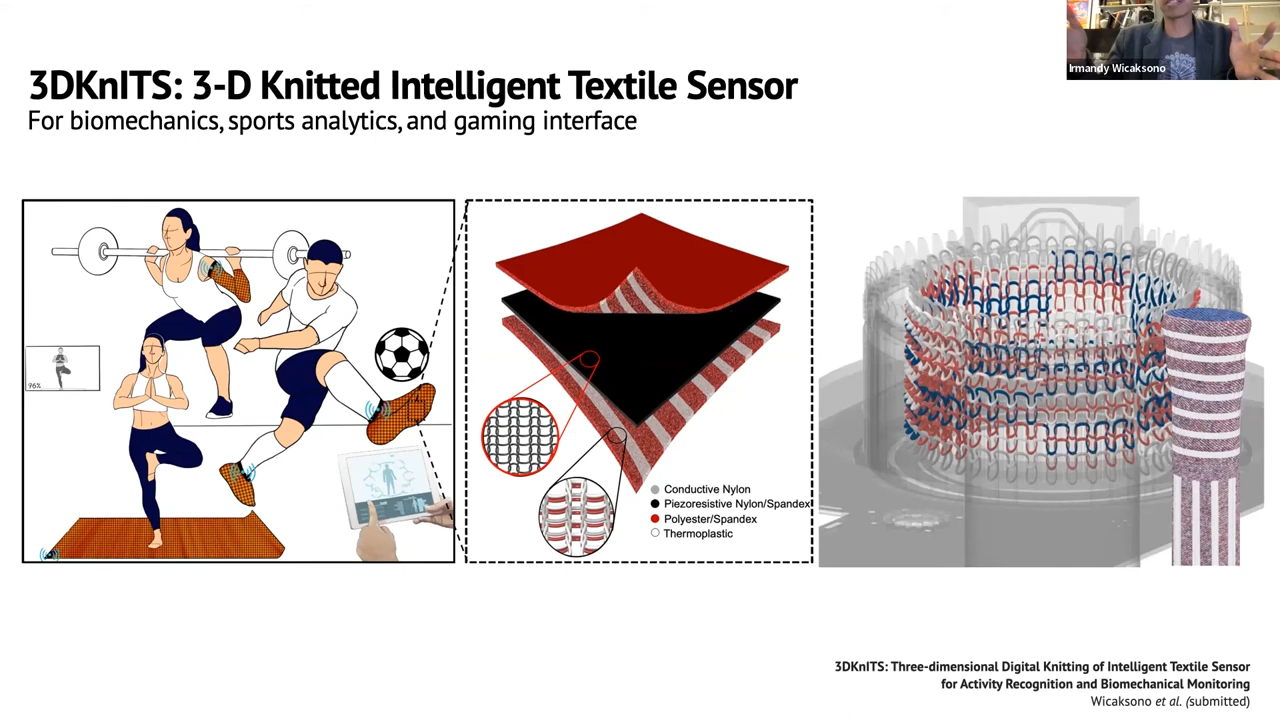 Irmandy Wicaksono
3DKnITS: 3-D Knitted Intelligent Textile Sensor
For biomechanics, sports analytics, and gaming interface
96%
Conductive Nylon
Piezoresistive Nylon/Spandex
Polyester/Spandex
Thermoplastic
3DKnITS: Three-dimensional Digital Knitting of Intelligent Textile Sensor
for Activity Recognition and Biomechanical Monitoring
Wicaksono et al. (submitted)